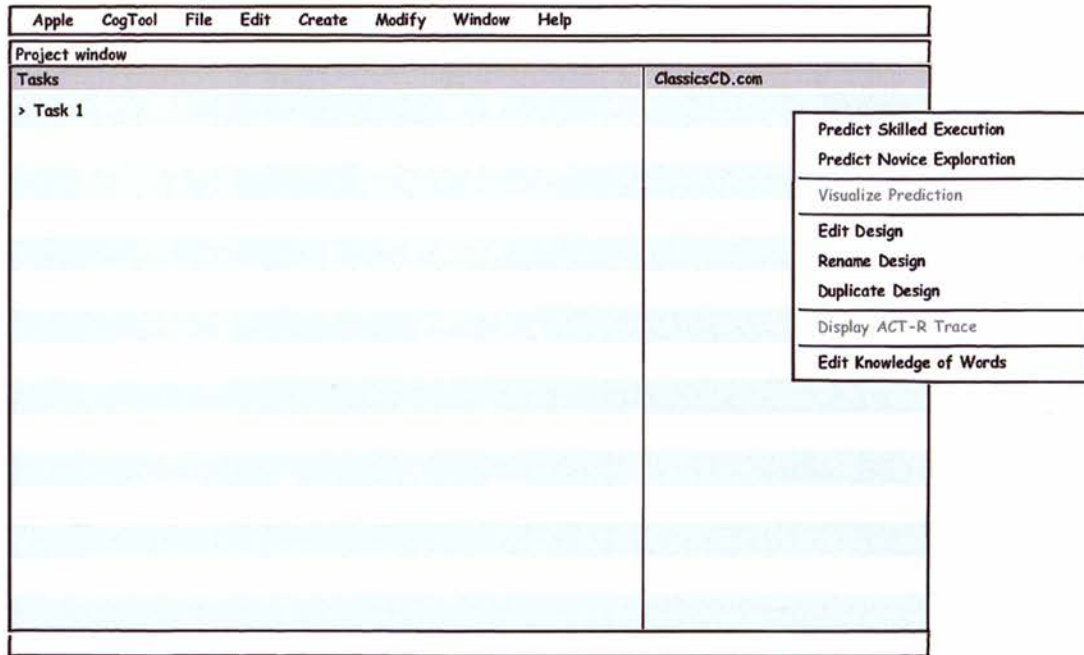 Apple CogTool File Edit Create Modify Window Help
Project window
Tasks ClassicsCD.com
> Task 1
Predict Skilled Execution
Predict Novice Exploration
Visualize Prediction
Edit Design
Rename Design
Duplicate Design
Display ACT-R Trace
Edit Knowledge of Words